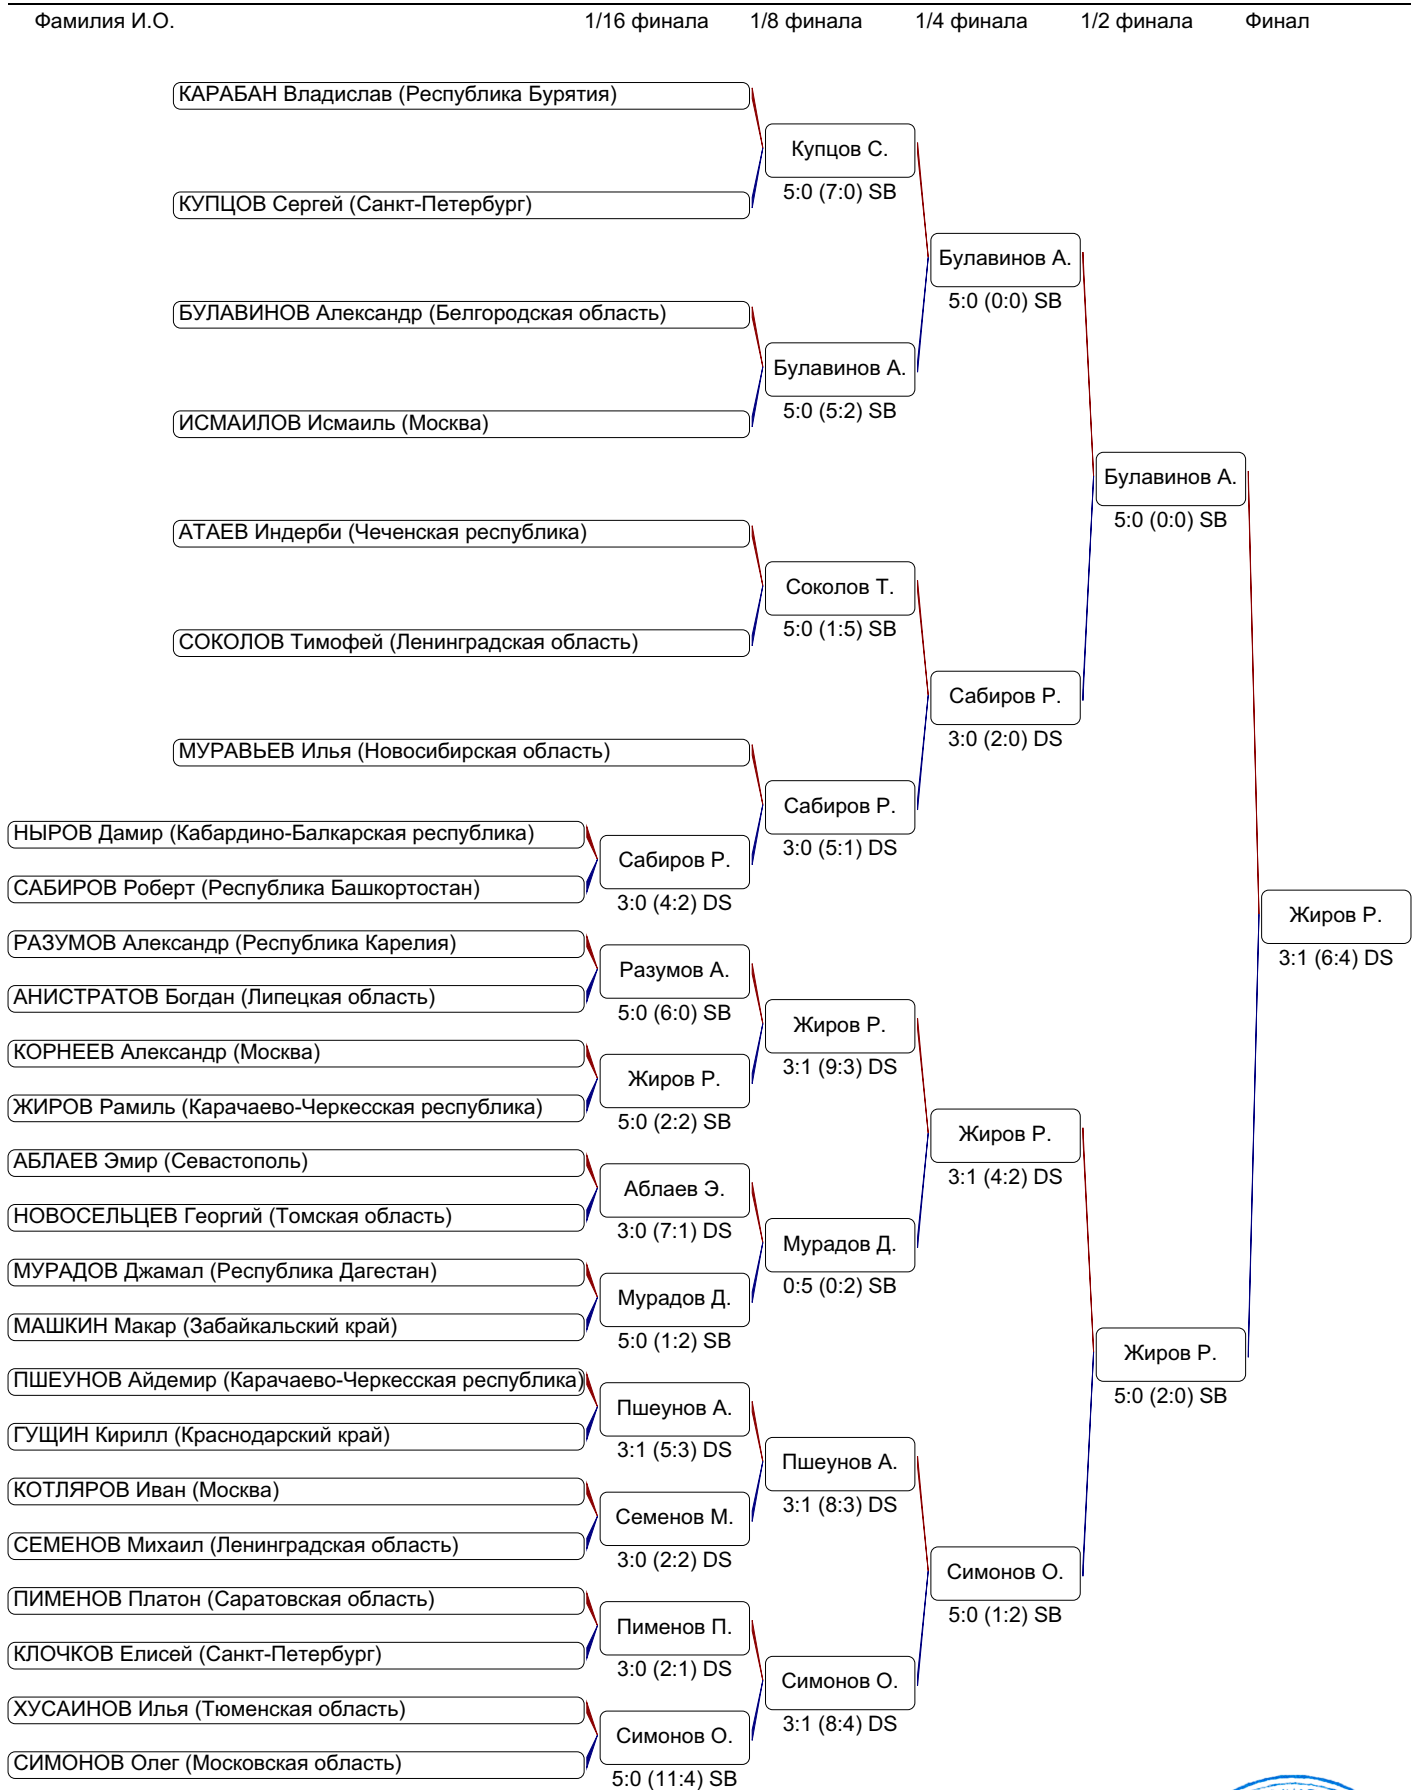 Фамилия И.О. 1/16 финала 1/8 финала 1/4 финала 1/2 финала Финал
КАРАБАН Владислав (Республика Бурятия)
Купцов С.
5:0 (7:0) SB
КУПЦОВ Сергей (Санкт-Петербург)
Булавинов А.
5:0 (0:0) SB
БУЛАВИНОВ Александр (Белгородская область)
Булавинов А.
5:0 (5:2) SB
ИСМАИЛОВ Исмаиль (Москва)
Булавинов А.
5:0 (0:0) SB
АТАЕВ Индерби (Чеченская республика)
Соколов Т.
5:0 (1:5) SB
СОКОЛОВ Тимофей (Ленинградская область)
Сабиров Р.
3:0 (2:0) DS
МУРАВЬЕВ Илья (Новосибирская область)
Сабиров Р.
3:0 (5:1) DS
НЫРОВ Дамир (Кабардино-Балкарская республика)
Сабиров Р.
3:0 (4:2) DS
САБИРОВ Роберт (Республика Башкортостан)
Жиров Р.
3:1 (6:4) DS
РАЗУМОВ Александр (Республика Карелия)
Разумов А.
5:0 (6:0) SB
АНИСТРАТОВ Богдан (Липецкая область)
Жиров Р.
3:1 (9:3) DS
КОРНЕЕВ Александр (Москва)
Жиров Р.
5:0 (2:2) SB
ЖИРОВ Рамиль (Карачаево-Черкесская республика)
Жиров Р.
3:1 (4:2) DS
АБЛАЕВ Эмир (Севастополь)
Аблаев Э.
3:0 (7:1) DS
НОВОСЕЛЬЦЕВ Георгий (Томская область)
Мурадов Д.
0:5 (0:2) SB
МУРАДОВ Джамал (Республика Дагестан)
Мурадов Д.
5:0 (1:2) SB
МАШКИН Макар (Забайкальский край)
Жиров Р.
5:0 (2:0) SB
ПШЕУНОВ Айдемир (Карачаево-Черкесская республика)
Пшеунов А.
3:1 (5:3) DS
ГУЩИН Кирилл (Краснодарский край)
Пшеунов А.
3:1 (8:3) DS
КОТЛЯРОВ Иван (Москва)
Семенов М.
3:0 (2:2) DS
СЕМЕНОВ Михаил (Ленинградская область)
Симонов О.
5:0 (1:2) SB
ПИМЕНОВ Платон (Саратовская область)
Пименов П.
3:0 (2:1) DS
КЛОЧКОВ Елисей (Санкт-Петербург)
Симонов О.
3:1 (8:4) DS
ХУСАИНОВ Илья (Тюменская область)
Симонов О.
5:0 (11:4) SB
СИМОНОВ Олег (Московская область)